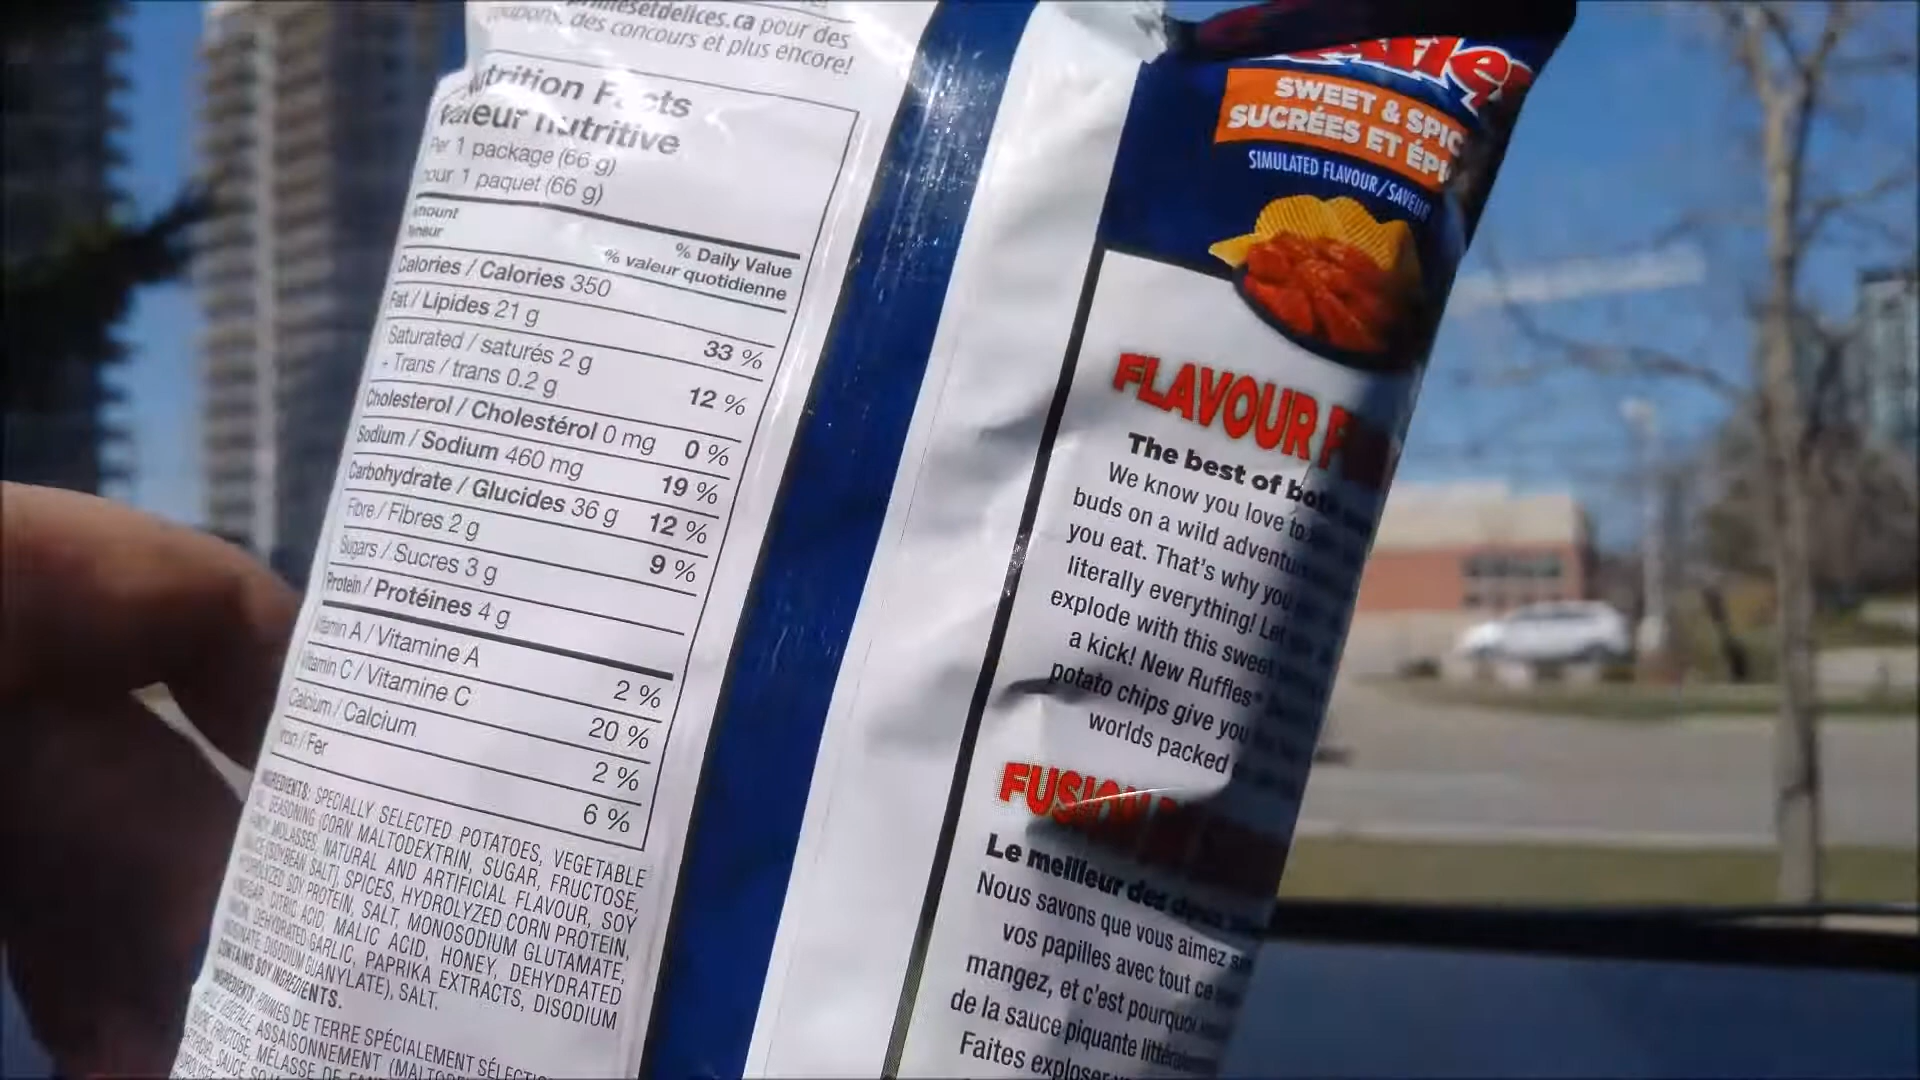 pour des
coupons, des concours et plus encore!
Nutrition Facts
Valeur nutritive
Per 1 package (66 g)
pour 1 paquet (66 g)
Amount
Teneur
% Daily Value
% valeur quotidienne
Calories / Calories 350
Fat / Lipides 21 g 33 %
Saturated / saturés 2 g
+ Trans / trans 0.2 g 12 %
Cholesterol / Cholestérol 0 mg 0 %
Sodium / Sodium 460 mg 19 %
Carbohydrate / Glucides 36 g 12 %
Fibre / Fibres 2 g 9 %
Sugars / Sucres 3 g
Protein / Protéines 4 g
Vitamin A / Vitamine A 2 %
Vitamin C / Vitamine C 20 %
Calcium / Calcium 2 %
Iron / Fer 6 %
INGREDIENTS: SPECIALLY SELECTED POTATOES, VEGETABLE
OIL, SEASONING (CORN MALTODEXTRIN, SUGAR, FRUCTOSE,
MOLASSES, NATURAL AND ARTIFICIAL FLAVOUR, SOY
SAUCE (SOYBEAN, SALT), SPICES, HYDROLYZED CORN PROTEIN,
HYDROLYZED SOY PROTEIN, SALT, MONOSODIUM GLUTAMATE,
VINEGAR, CITRIC ACID, MALIC ACID, HONEY, DEHYDRATED
DEHYDRATED GARLIC, PAPRIKA EXTRACTS, DISODIUM
INOSINATE, DISODIUM GUANYLATE), SALT.
CONTAINS SOY INGREDIENTS.
INGRÉDIENTS: POMMES DE TERRE SPÉCIALEMENT
VÉGÉTALE, ASSAISONNEMENT
FRUCTOSE, MÉLASSE DE
SAUCE
SWEET & SPIC
SUCRÉES ET ÉPI
SIMULATED FLAVOUR / SAVEUR
FLAVOUR
The best of both
We know you love to
buds on a wild adventu
you eat. That's why you
literally everything! Let
explode with this sweet
a kick! New Ruffles
potato chips give you
worlds packed
FUSION
Le meilleur des deux
Nous savons que vous aimez
vos papilles avec tout ce
mangez, et c'est pourquoi
de la sauce piquante
Faites exploser